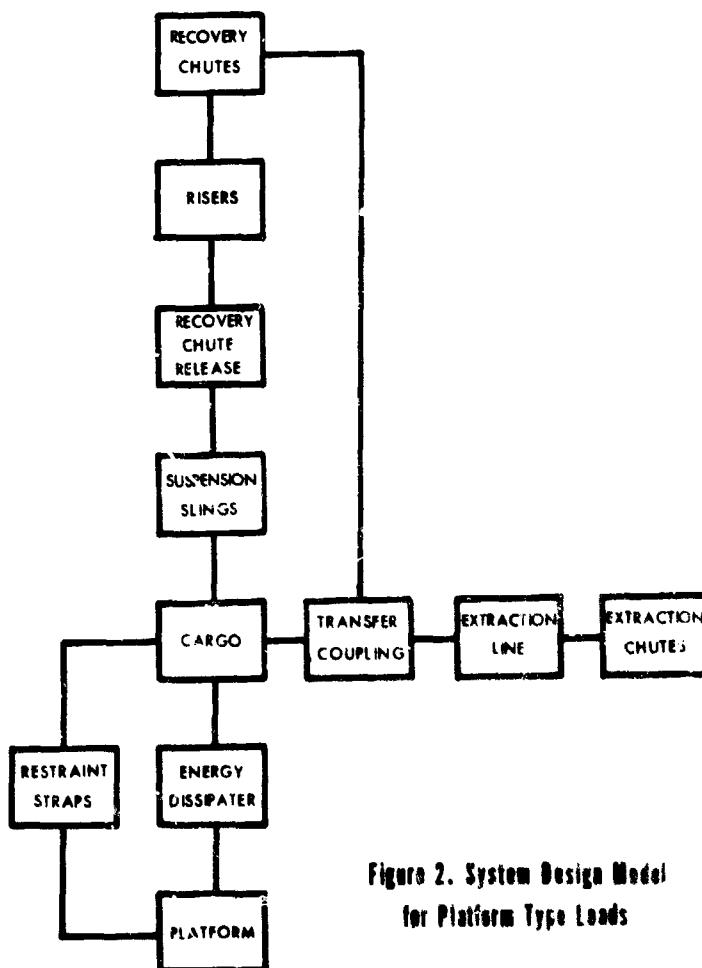 RECOVERY
CHUTES
RISERS
RECOVERY
CHUTE
RELEASE
SUSPENSION
SLINGS
CARGO
TRANSFER
COUPLING
EXTRACTION
LINE
EXTRACTION
CHUTES
RESTRAINT
STRAPS
ENERGY
DISSIPATER
PLATFORM
Figure 2. System Design Model
for Platform Type Loads